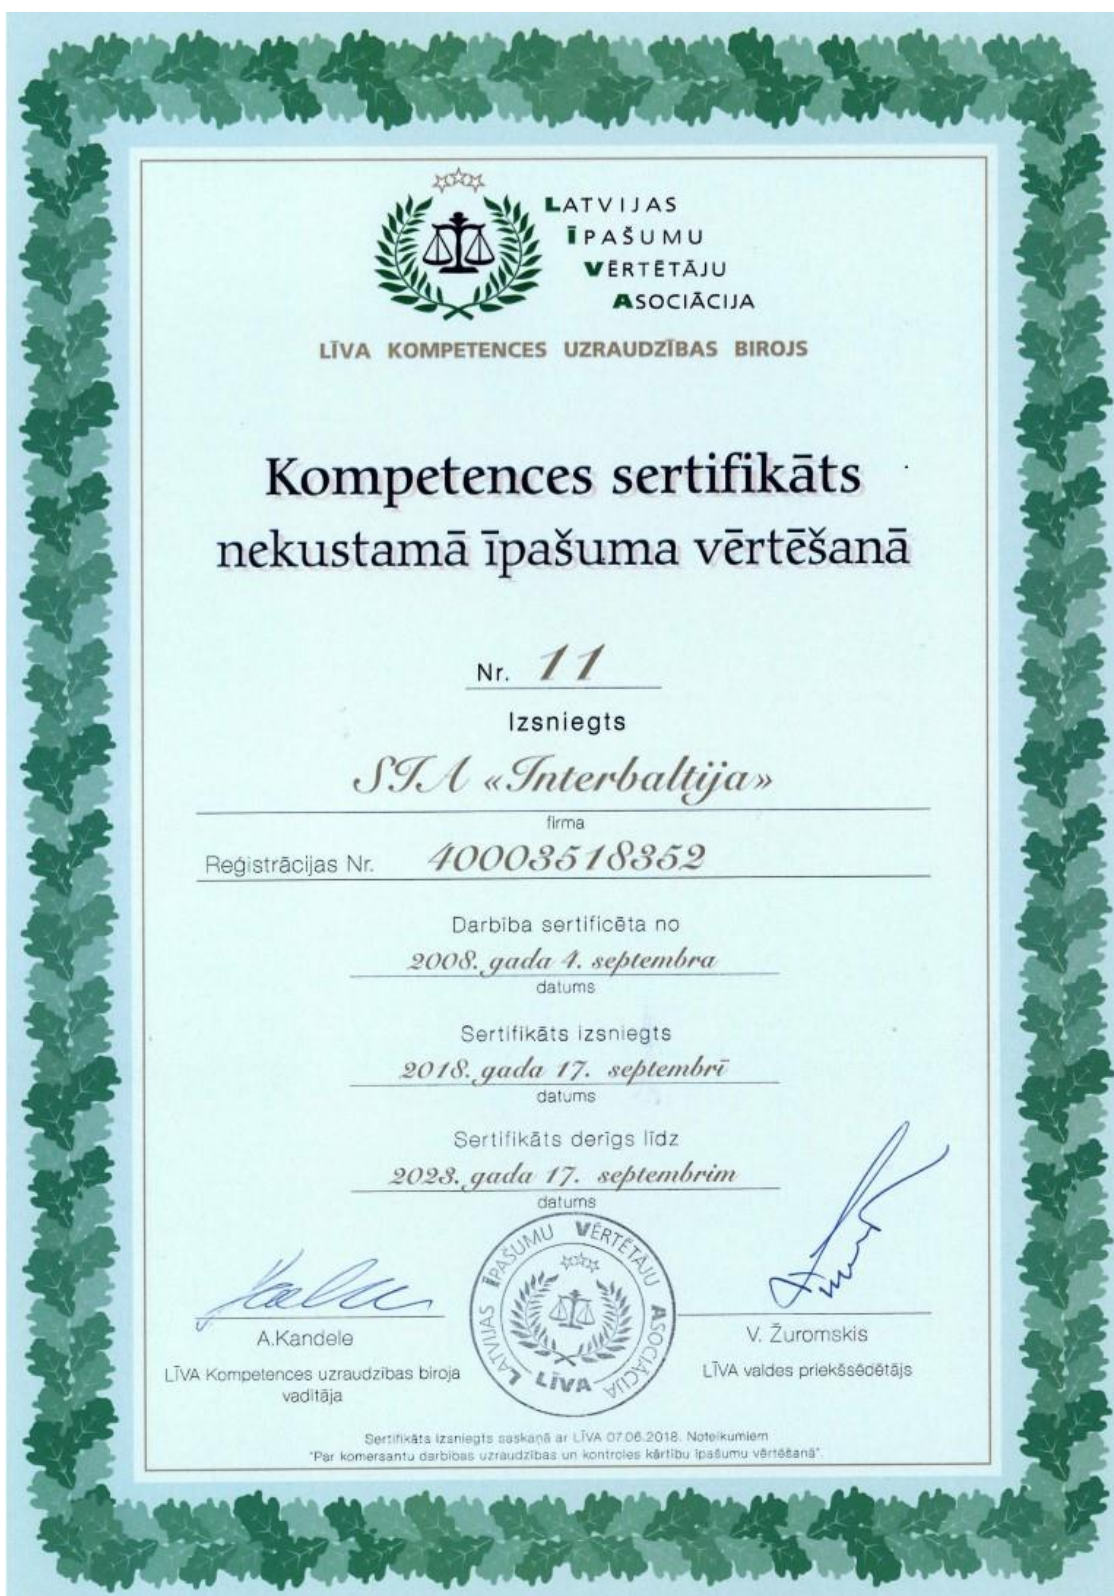 LATVIJAS
ĪPAŠUMU
VĒRTĒTĀJU
ASOCIĀCIJA
LĪVA KOMPETENCES UZRAUDZĪBAS BIROJS
Kompetences sertifikāts
nekustamā īpašuma vērtēšanā
Nr. 11
Izsniegts
SIA «Interbaltija»
firma
Reģistrācijas Nr. 40003518352
Darbība sertificēta no
2008. gada 4. septembra
datums
Sertifikāts izsniegts
2018. gada 17. septembrī
datums
Sertifikāts derīgs līdz
2023. gada 17. septembrim
datums
LATVIJAS ĪPAŠUMU VĒRTĒTĀJU ASOCIĀCIJA
LĪVA
A.Kandele
LĪVA Kompetences uzraudzības biroja
vadītāja
V. Žuromskis
LĪVA valdes priekšsēdētājs
Sertifikāts izsniegts saskaņā ar LĪVA 07.06.2018. Noteikumiem
"Par komersantu darbības uzraudzības un kontroles kārtību īpašumu vērtēšanā".